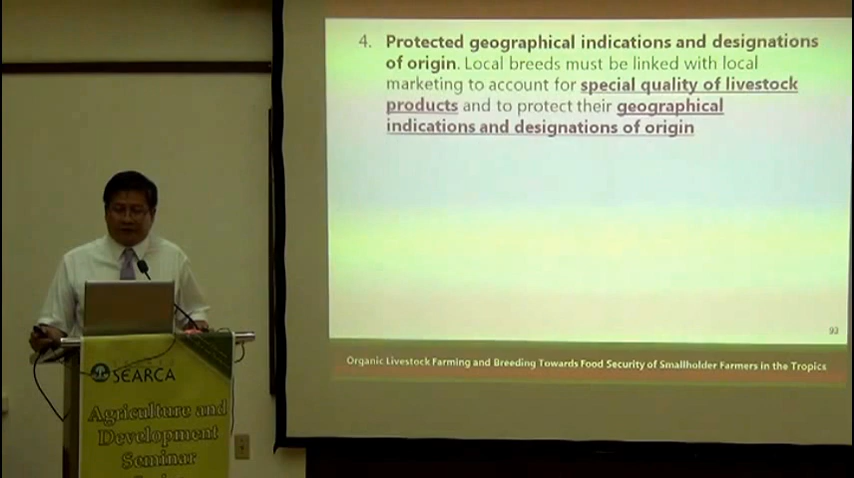 4. Protected geographical indications and designations
of origin. Local breeds must be linked with local
marketing to account for special quality of livestock
products and to protect their geographical
indications and designations of origin
Organic Livestock Farming and Breeding Towards Food Security of Smallholder Farmers in the Tropics
SEARCA
Agriculture and
Development
Seminar